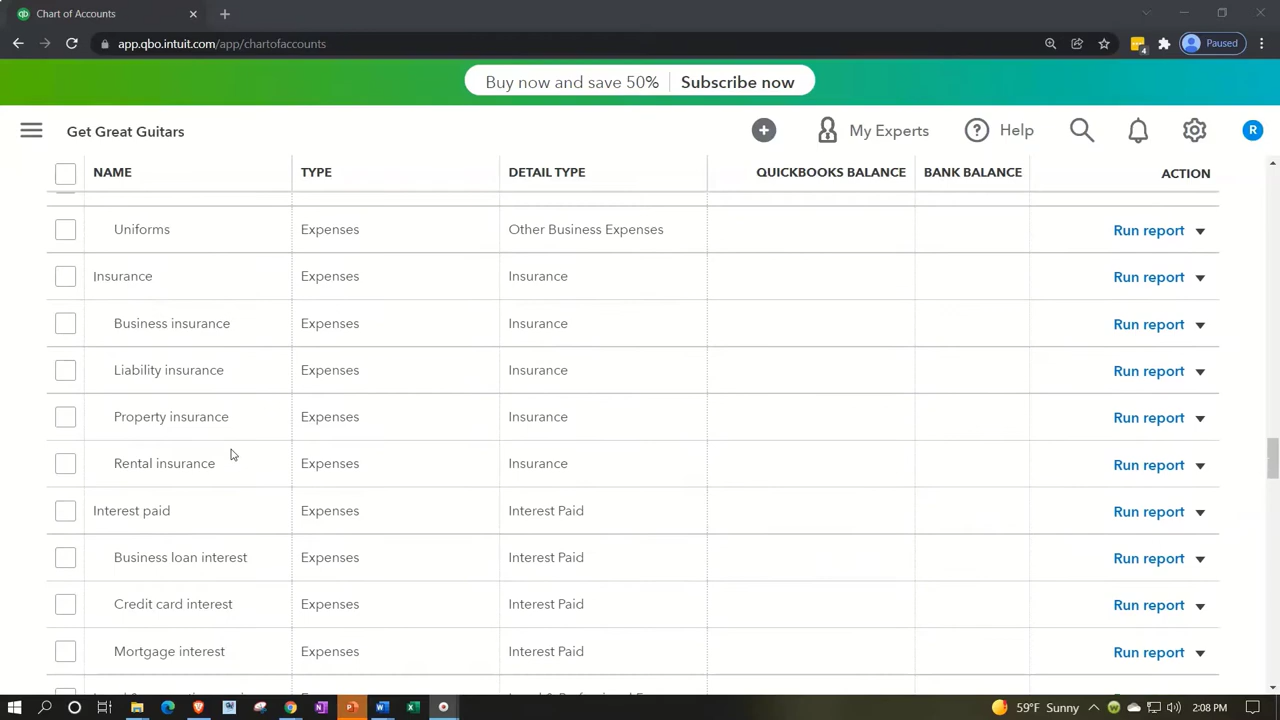 Chart of Accounts
app.qbo.intuit.com/app/chartofaccounts
4
Paused
Buy now and save 50% Subscribe now
Get Great Guitars
My Experts
Help
R
NAME TYPE DETAIL TYPE QUICKBOOKS BALANCE BANK BALANCE ACTION
Uniforms Expenses Other Business Expenses Run report
Insurance Expenses Insurance Run report
Business insurance Expenses Insurance Run report
Liability insurance Expenses Insurance Run report
Property insurance Expenses Insurance Run report
Rental insurance Expenses Insurance Run report
Interest paid Expenses Interest Paid Run report
Business loan interest Expenses Interest Paid Run report
Credit card interest Expenses Interest Paid Run report
Mortgage interest Expenses Interest Paid Run report
59°F Sunny 2:08 PM